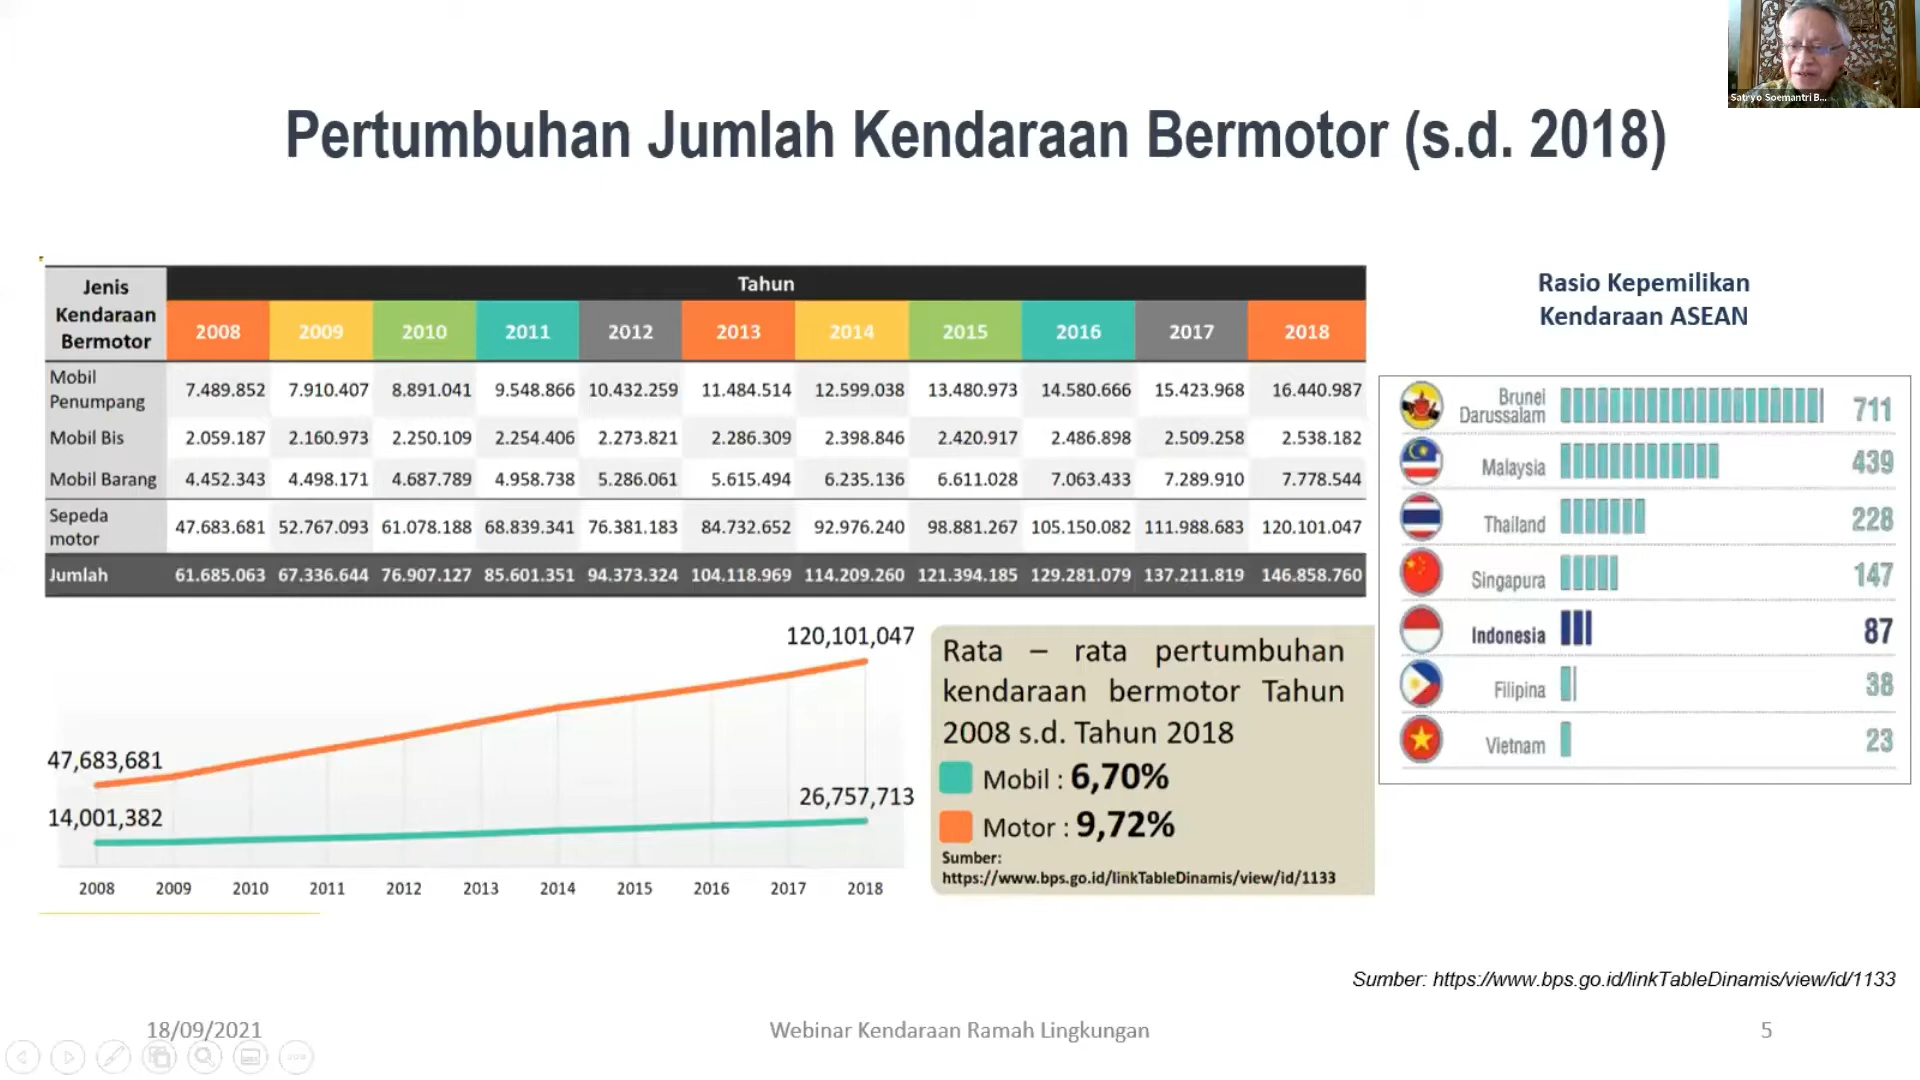 Satryo Soemantri B...
Pertumbuhan Jumlah Kendaraan Bermotor (s.d. 2018)
Jenis
Kendaraan
Bermotor
Tahun
2008 2009 2010 2011 2012 2013 2014 2015 2016 2017 2018
Mobil
Penumpang
7.489.852 7.910.407 8.891.041 9.548.866 10.432.259 11.484.514 12.599.038 13.480.973 14.580.666 15.423.968 16.440.987
Mobil Bis 2.059.187 2.160.973 2.250.109 2.254.406 2.273.821 2.286.309 2.398.846 2.420.917 2.486.898 2.509.258 2.538.182
Mobil Barang 4.452.343 4.498.171 4.687.789 4.958.738 5.286.061 5.615.494 6.235.136 6.611.028 7.063.433 7.289.910 7.778.544
Sepeda
motor
47.683.681 52.767.093 61.078.188 68.839.341 76.381.183 84.732.652 92.976.240 98.881.267 105.150.082 111.988.683 120.101.047
Jumlah 61.685.063 67.336.644 76.907.127 85.601.351 94.373.324 104.118.969 114.209.260 121.394.185 129.281.079 137.211.819 146.858.760
Rasio Kepemilikan
Kendaraan ASEAN
Brunei
Darussalam
711
Malaysia 439
Thailand 228
Singapura 147
Indonesia 87
Filipina 38
Vietnam 23
120,101,047
47,683,681
26,757,713
14,001,382
2008 2009 2010 2011 2012 2013 2014 2015 2016 2017 2018
Rata – rata pertumbuhan
kendaraan bermotor Tahun
2008 s.d. Tahun 2018
Mobil : 6,70%
Motor : 9,72%
Sumber:
https://www.bps.go.id/linkTableDinamis/view/id/1133
Sumber: https://www.bps.go.id/linkTableDinamis/view/id/1133
18/09/2021
Webinar Kendaraan Ramah Lingkungan
5